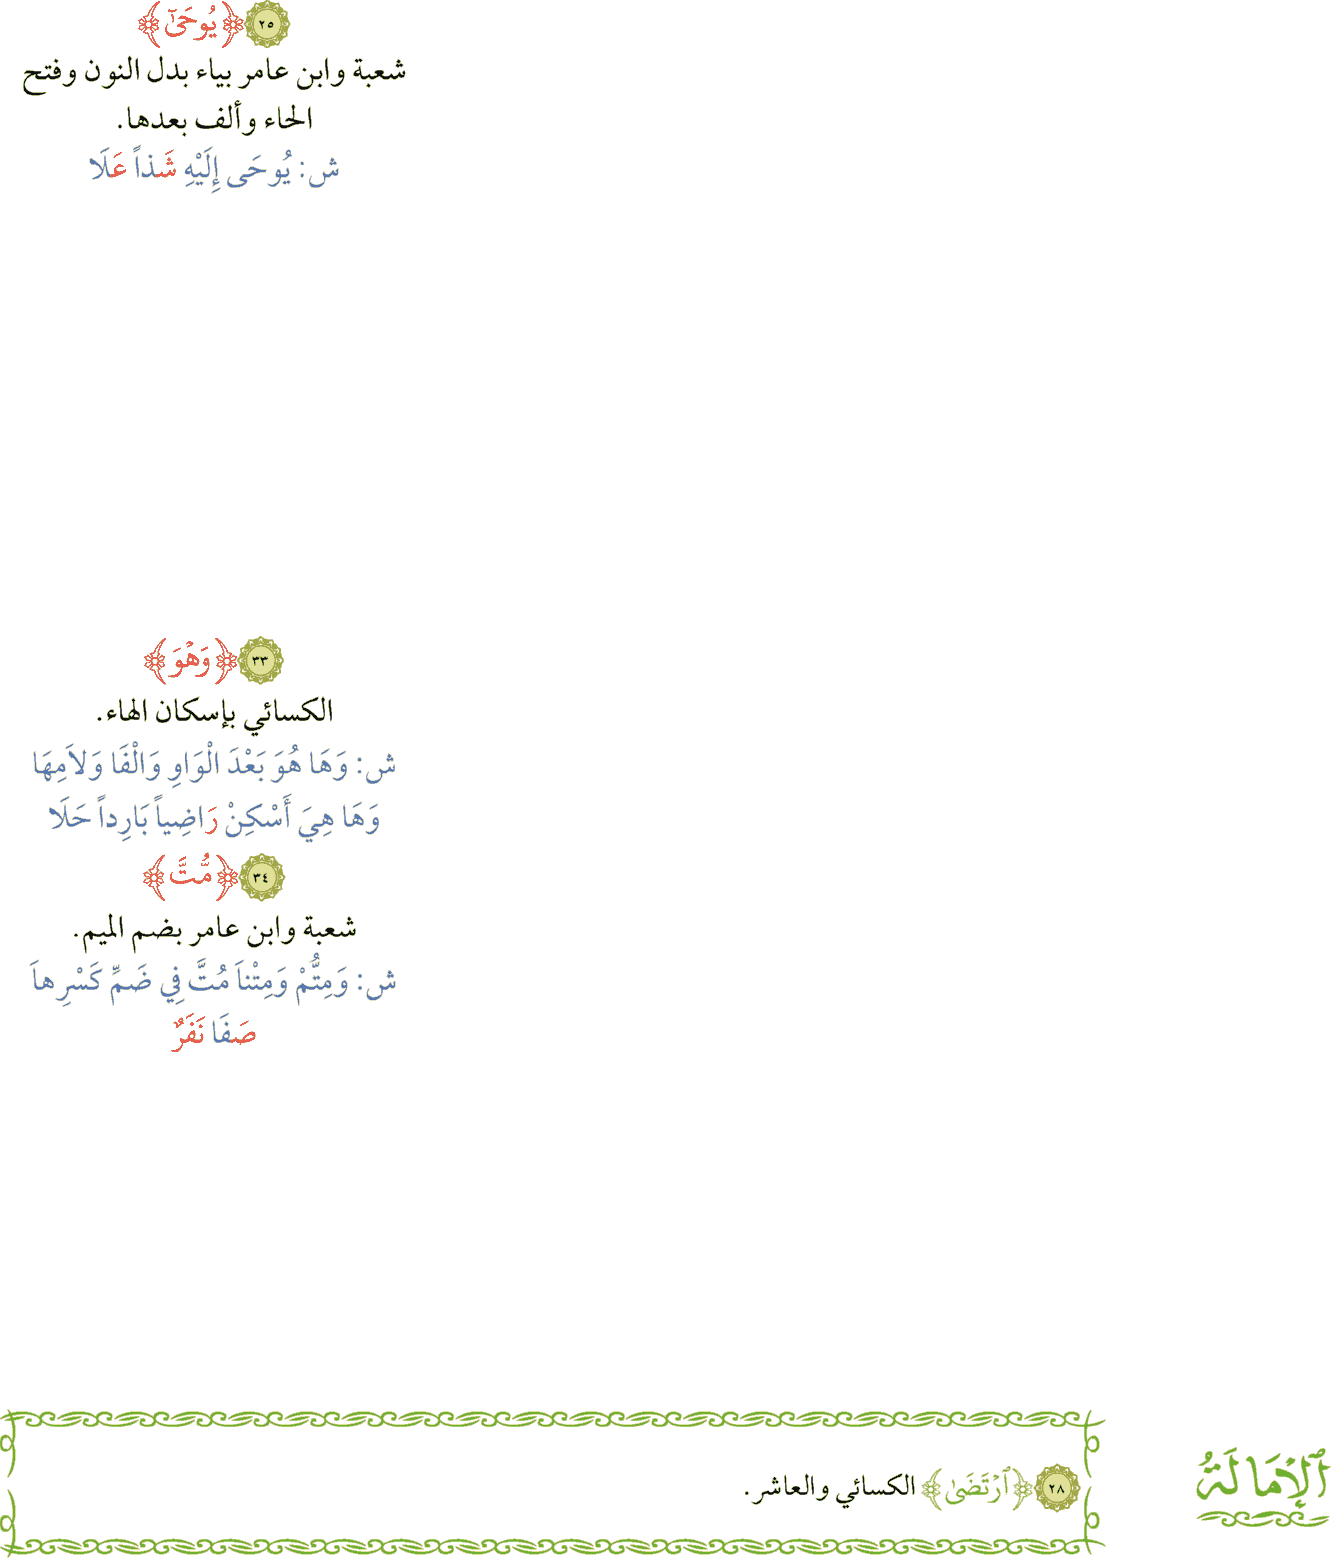 ٢٥ ﴿يُوحَىٰٓ﴾
شعبة وابن عامر بياء بدل النون وفتح
الحاء وألف بعدها.
ش: يُوحَى إِلَيْهِ شَذاً عَلَا
٣٣ ﴿وَهْوَ﴾
الكسائي بإسكان الهاء.
ش: وَهَا هُوَ بَعْدَ الْوَاوِ وَالْفَا وَلاَمِهَا
وَهَا هِيَ أَسْكِنْ رَاضِياً بَارِداً حَلَا
٣٤ ﴿مُّتَّ﴾
شعبة وابن عامر بضم الميم.
ش: وَمِتُّمْ وَمِتْنَا مُتَّ فِي ضَمِّ كَسْرِهاَ
صَفَا نَفَرٌ
ٱلْإِمَالَةُ
٢٨ ﴿ٱرْتَضَىٰ﴾ الكسائي والعاشر.